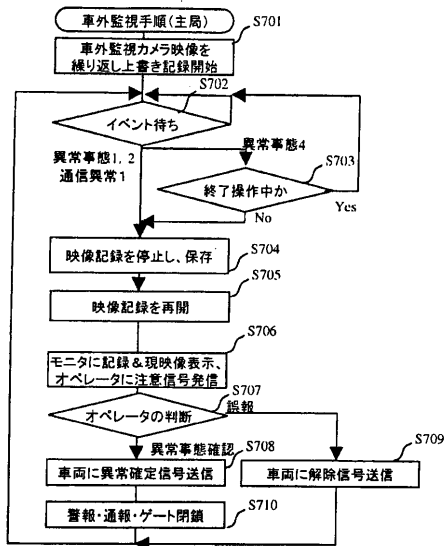 車外監視手順(主局)
S701
車外監視カメラ映像を
繰り返し上書き記録開始
S702
イベント待ち
異常事態1, 2
通信異常1
異常事態4
S703
終了操作中か
Yes
No
S704
映像記録を停止し、保存
S705
映像記録を再開
S706
モニタに記録&現映像表示、
オペレータに注意信号発信
S707
オペレータの判断
誤報
異常事態確認
S708
S709
車両に異常確定信号送信
車両に解除信号送信
S710
警報・通報・ゲート閉鎖